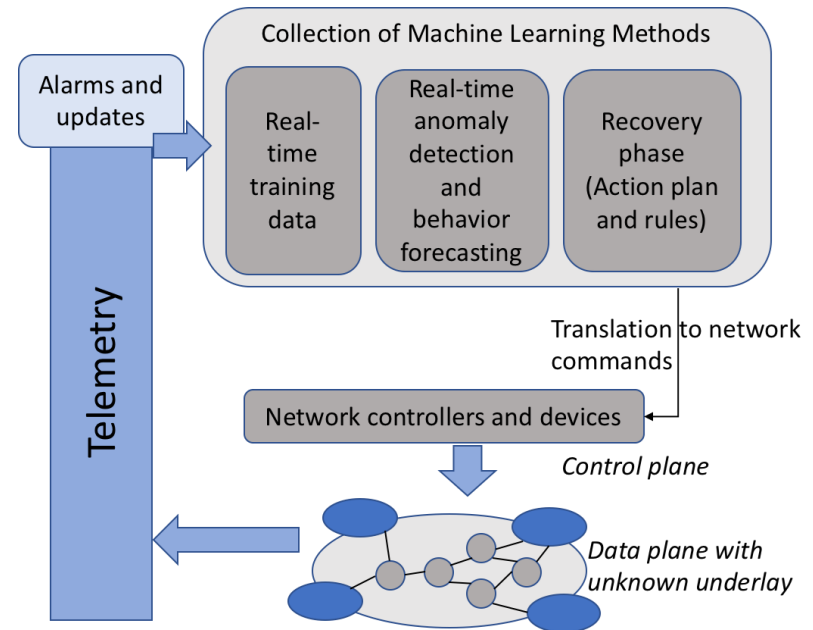 Collection of Machine Learning Methods
Alarms and
updates
Real-
time
training
data
Real-time
anomaly
detection
and
behavior
forecasting
Recovery
phase
(Action plan
and rules)
Telemetry
Translation to network
commands
Network controllers and devices
Control plane
Data plane with
unknown underlay